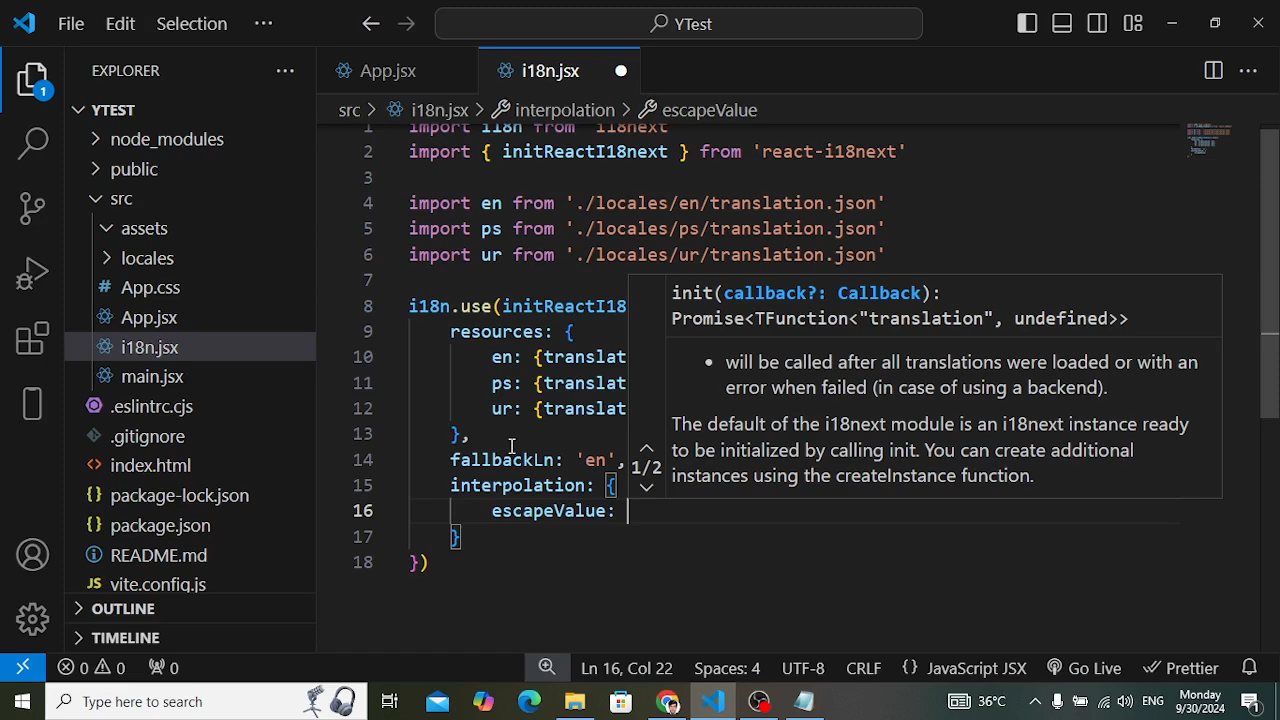 File Edit Selection ··· YTest
EXPLORER ···
YTEST
node_modules
public
src
assets
locales
App.css
App.jsx
i18n.jsx
main.jsx
.eslintrc.cjs
.gitignore
index.html
package-lock.json
package.json
README.md
vite.config.js
OUTLINE
TIMELINE
1
App.jsx i18n.jsx ···
src > i18n.jsx > interpolation > escapeValue
1 import i18n from 'i18next'
2 import { initReactI18next } from 'react-i18next'
3
4 import en from './locales/en/translation.json'
5 import ps from './locales/ps/translation.json'
6 import ur from './locales/ur/translation.json'
7
8 i18n.use(initReactI18
9 resources: {
10 en: {translat
11 ps: {translat
12 ur: {translat
13 },
14 fallbackLn: 'en',
15 interpolation: {
16 escapeValue:
17 }
18 })
1/2
init(callback?: Callback):
Promise<TFunction<"translation", undefined>>
• will be called after all translations were loaded or with an
error when failed (in case of using a backend).
The default of the i18next module is an i18next instance ready
to be initialized by calling init. You can create additional
instances using the createInstance function.
0 0 0 Ln 16, Col 22 Spaces: 4 UTF-8 CRLF {} JavaScript JSX Go Live Prettier
Type here to search 36°C ENG Monday
9/30/2024 1